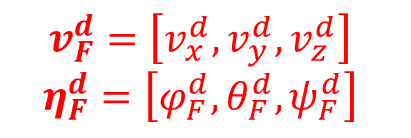 𝒗_F^d = [v_x^d, v_y^d, v_z^d]
𝜼_F^d = [φ_F^d, θ_F^d, ψ_F^d]